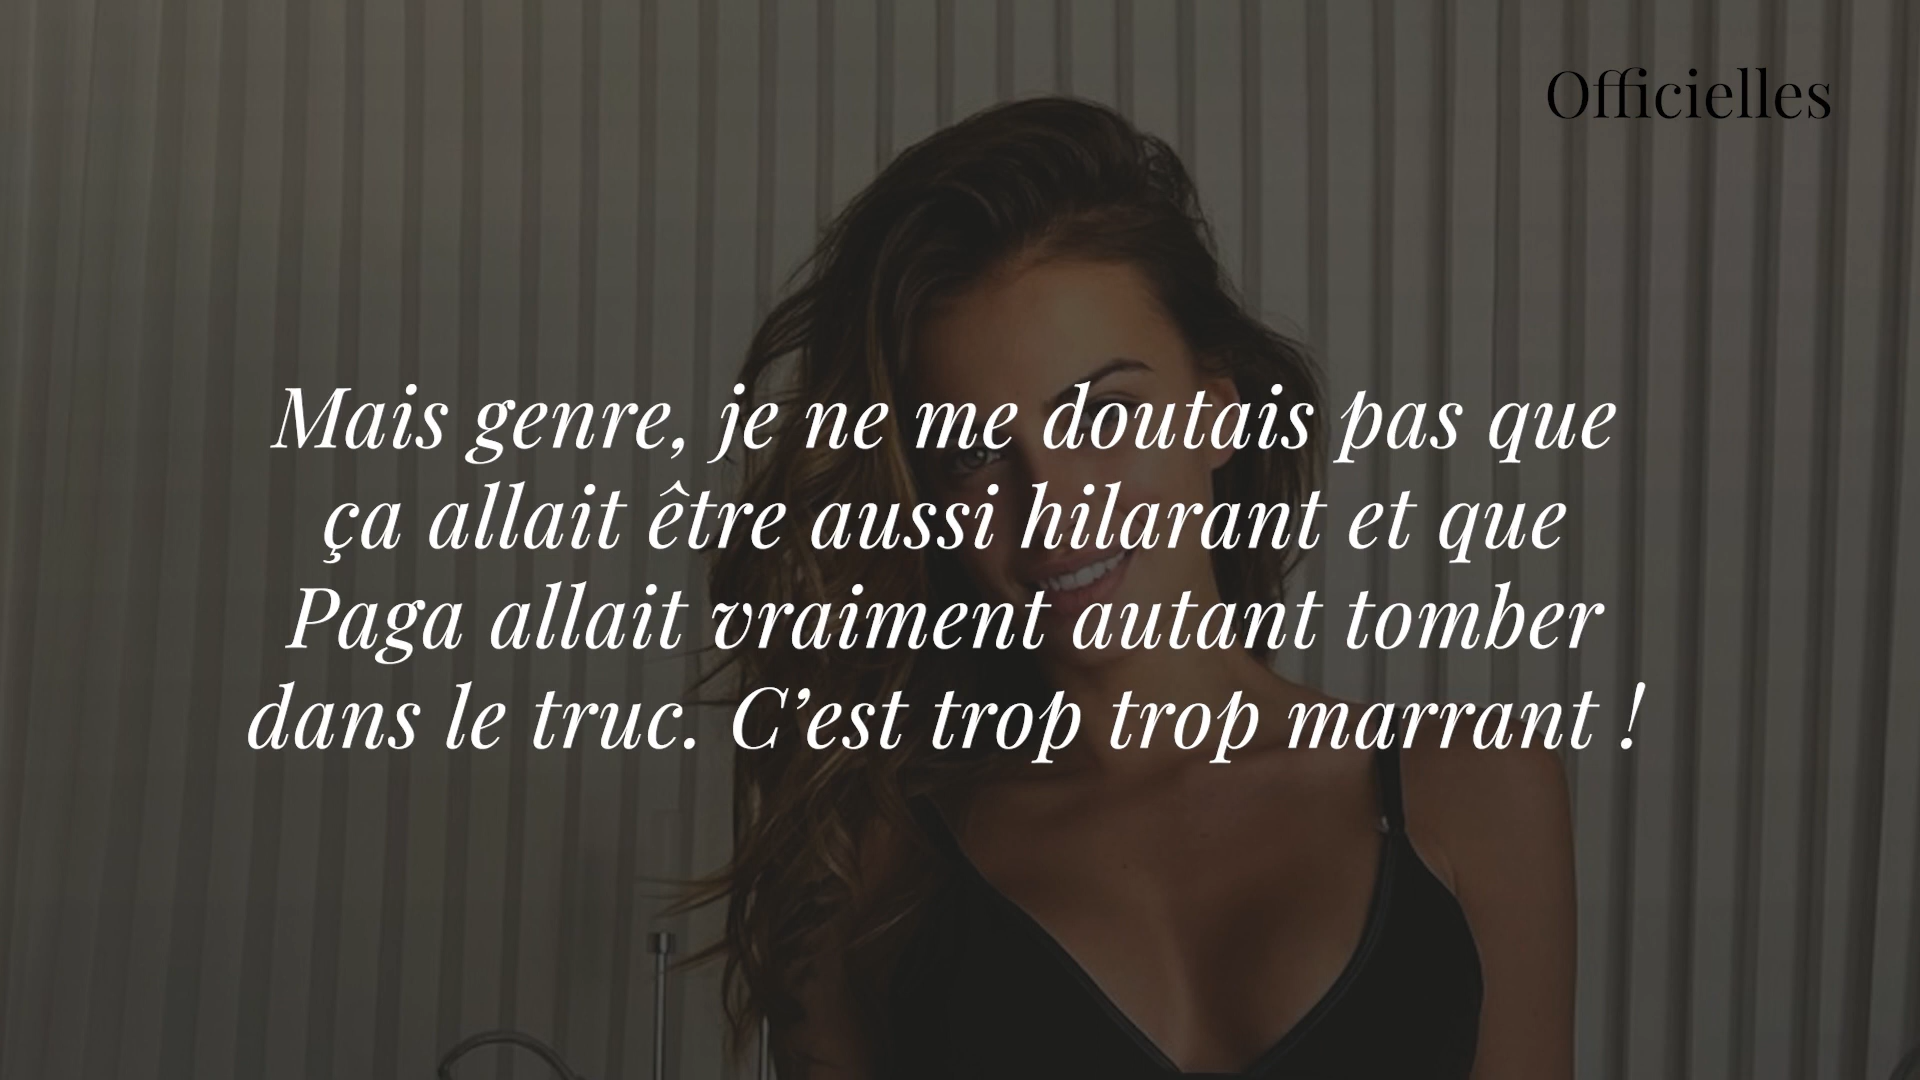 Officielles
Mais genre, je ne me doutais pas que
ça allait être aussi hilarant et que
Paga allait vraiment autant tomber
dans le truc. C’est trop trop marrant !